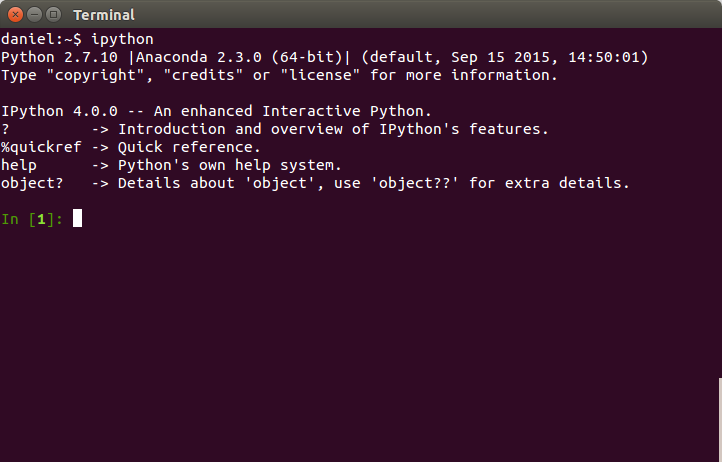 Terminal
daniel:~$ ipython
Python 2.7.10 |Anaconda 2.3.0 (64-bit)| (default, Sep 15 2015, 14:50:01)
Type "copyright", "credits" or "license" for more information.
IPython 4.0.0 -- An enhanced Interactive Python.
?         -> Introduction and overview of IPython's features.
%quickref -> Quick reference.
help      -> Python's own help system.
object?   -> Details about 'object', use 'object??' for extra details.
In [1]: